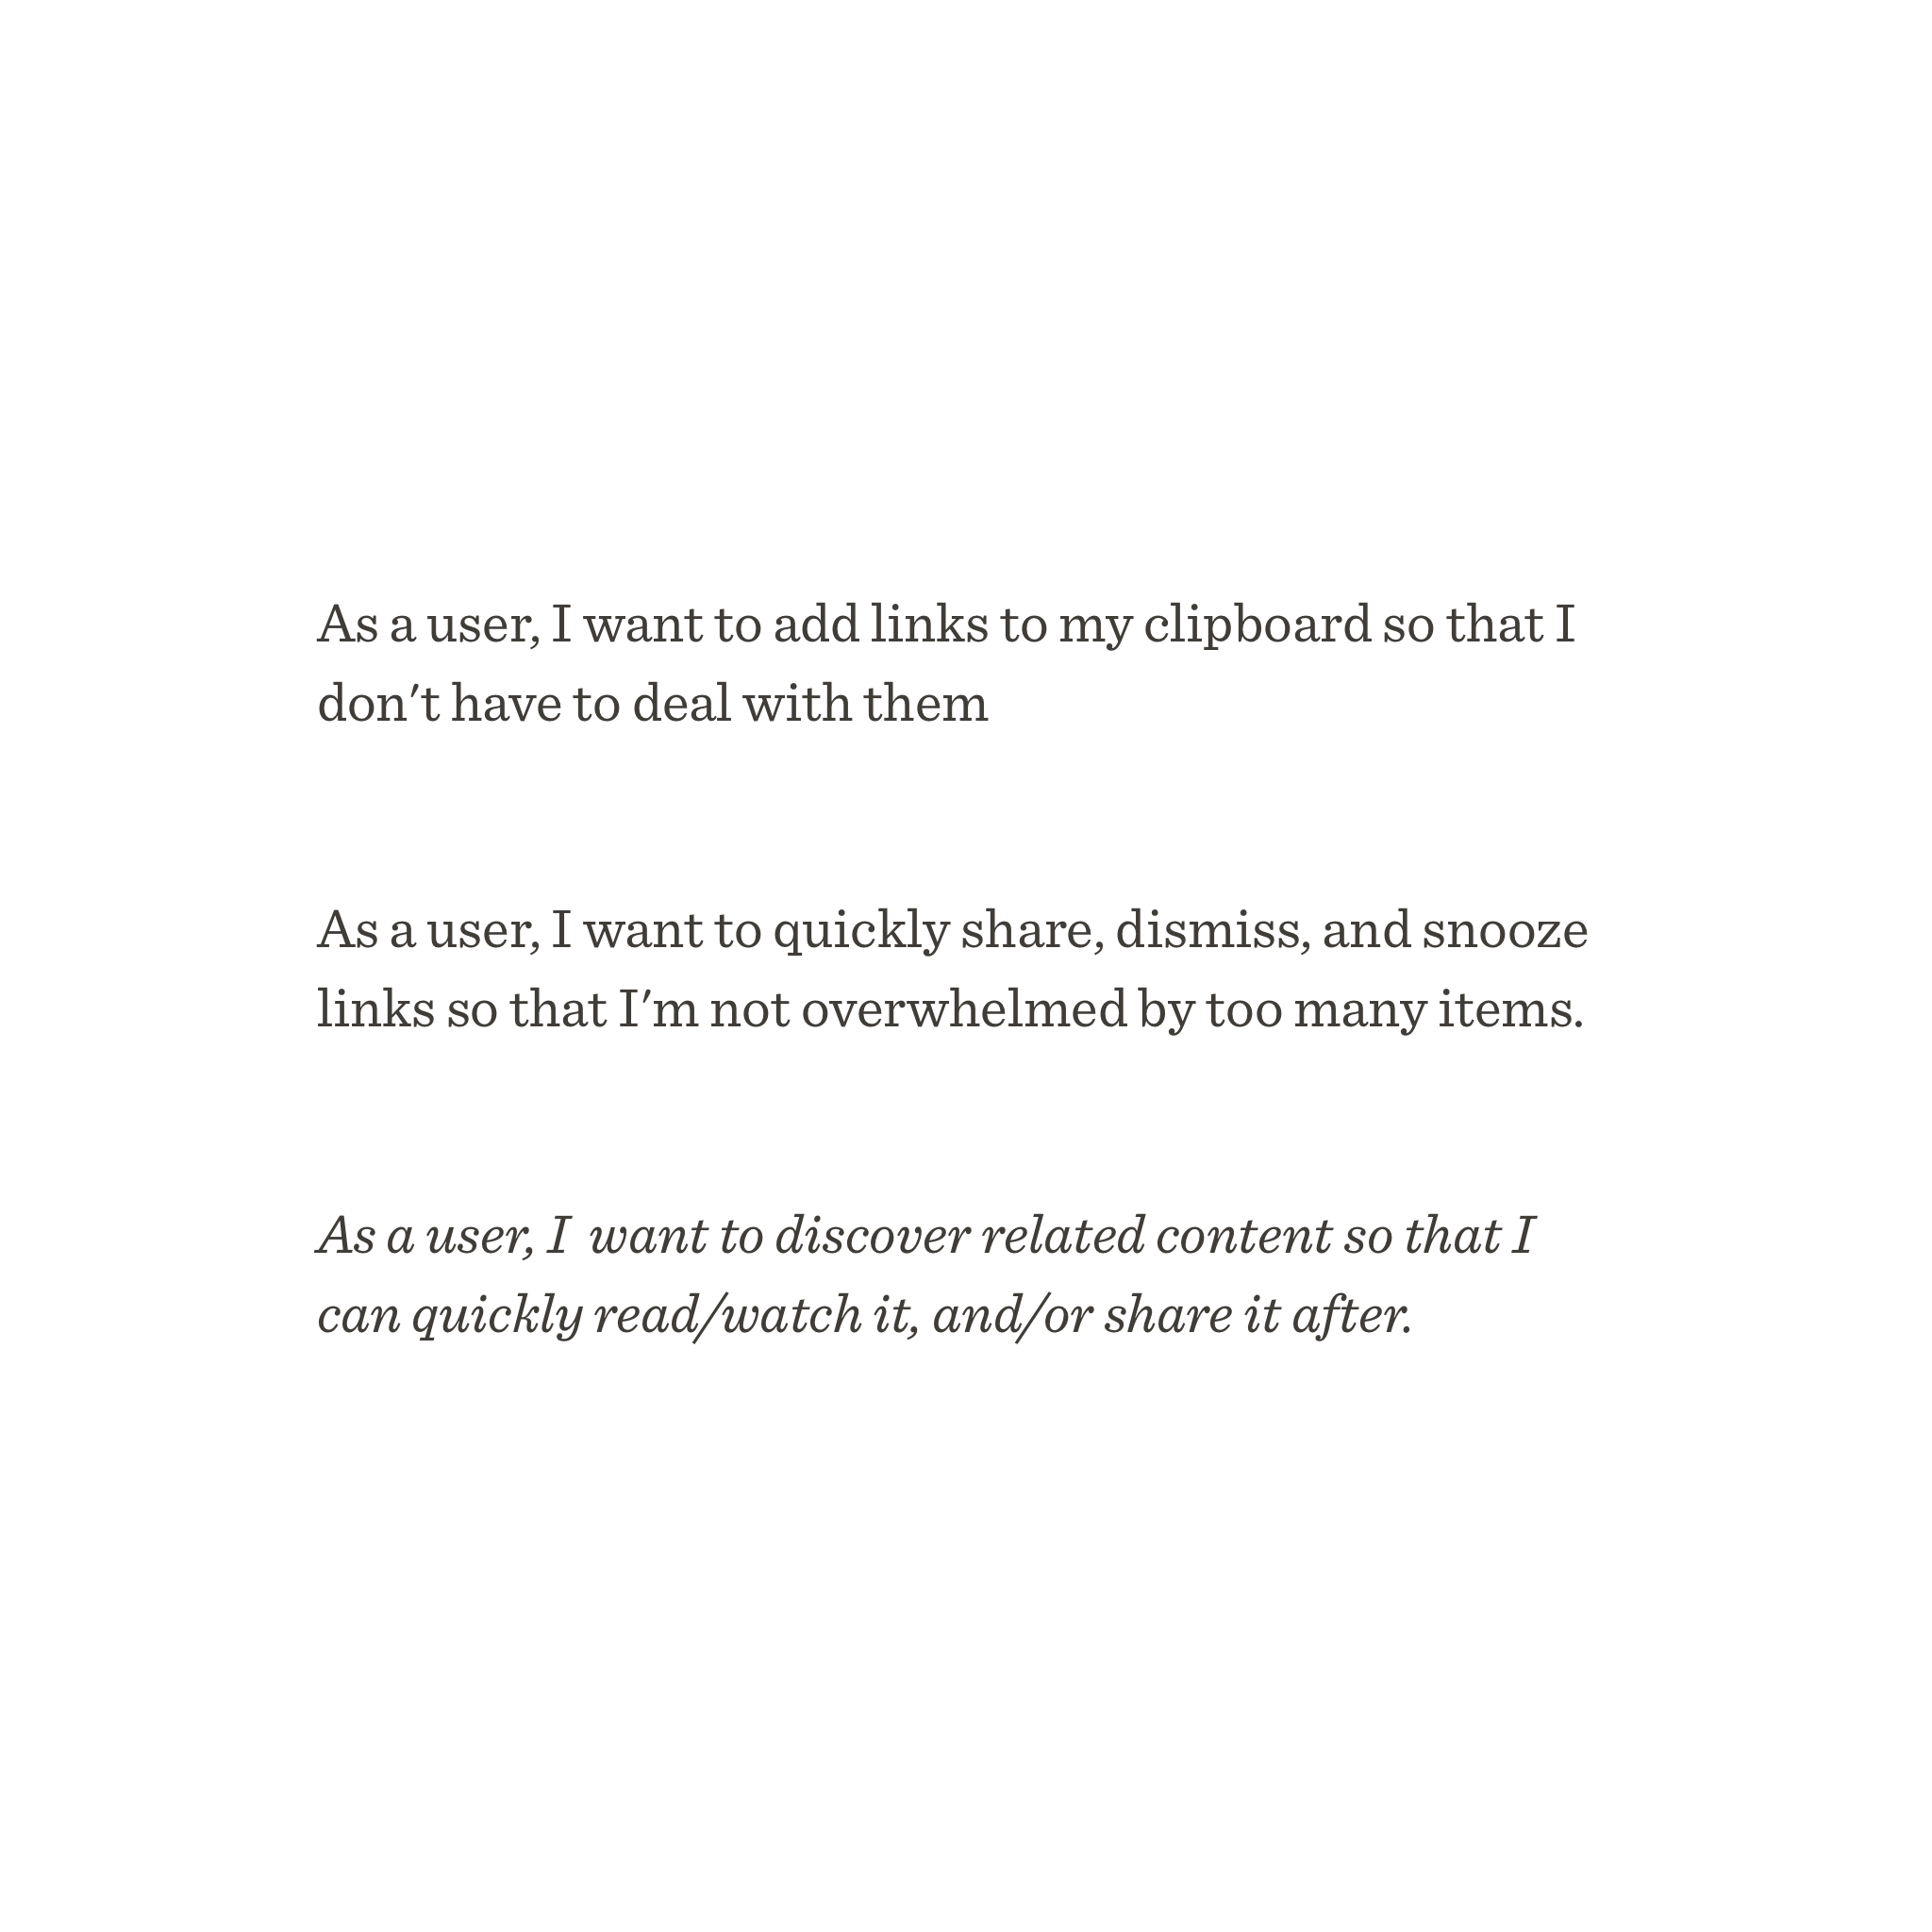 As a user, I want to add links to my clipboard so that I
don't have to deal with them
As a user, I want to quickly share, dismiss, and snooze
links so that I'm not overwhelmed by too many items.
As a user, I  want to discover related content so that I
can quickly read/watch it, and/or share it after.